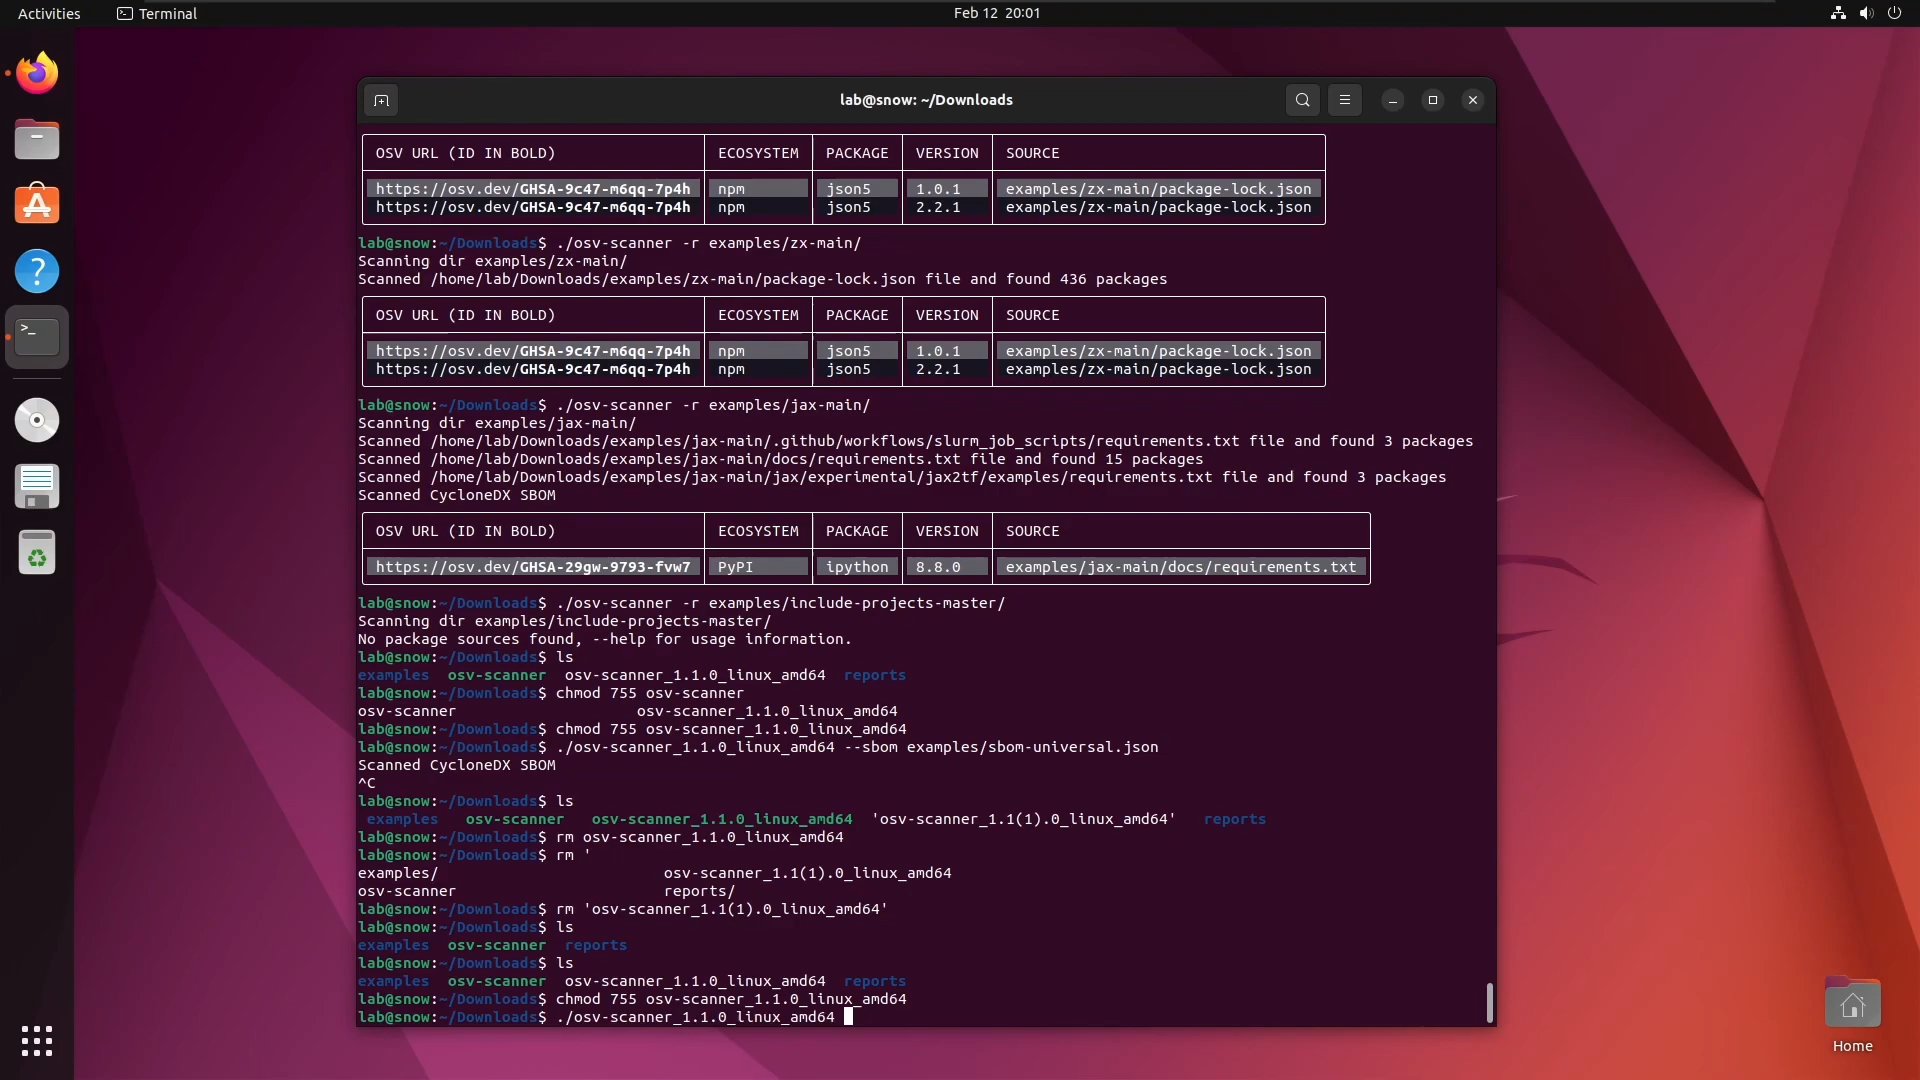 Activities
Terminal
Feb 12 20:01
lab@snow: ~/Downloads
OSV URL (ID IN BOLD) ECOSYSTEM PACKAGE VERSION SOURCE
https://osv.dev/GHSA-9c47-m6qq-7p4h npm json5 1.0.1 examples/zx-main/package-lock.json
https://osv.dev/GHSA-9c47-m6qq-7p4h npm json5 2.2.1 examples/zx-main/package-lock.json
lab@snow:~/Downloads$ ./osv-scanner -r examples/zx-main/
Scanning dir examples/zx-main/
Scanned /home/lab/Downloads/examples/zx-main/package-lock.json file and found 436 packages
OSV URL (ID IN BOLD) ECOSYSTEM PACKAGE VERSION SOURCE
https://osv.dev/GHSA-9c47-m6qq-7p4h npm json5 1.0.1 examples/zx-main/package-lock.json
https://osv.dev/GHSA-9c47-m6qq-7p4h npm json5 2.2.1 examples/zx-main/package-lock.json
lab@snow:~/Downloads$ ./osv-scanner -r examples/jax-main/
Scanning dir examples/jax-main/
Scanned /home/lab/Downloads/examples/jax-main/.github/workflows/slurm_job_scripts/requirements.txt file and found 3 packages
Scanned /home/lab/Downloads/examples/jax-main/docs/requirements.txt file and found 15 packages
Scanned /home/lab/Downloads/examples/jax-main/jax/experimental/jax2tf/examples/requirements.txt file and found 3 packages
Scanned CycloneDX SBOM
OSV URL (ID IN BOLD) ECOSYSTEM PACKAGE VERSION SOURCE
https://osv.dev/GHSA-29gw-9793-fvw7 PyPI ipython 8.8.0 examples/jax-main/docs/requirements.txt
lab@snow:~/Downloads$ ./osv-scanner -r examples/include-projects-master/
Scanning dir examples/include-projects-master/
No package sources found, --help for usage information.
lab@snow:~/Downloads$ ls
examples osv-scanner osv-scanner_1.1.0_linux_amd64 reports
lab@snow:~/Downloads$ chmod 755 osv-scanner
osv-scanner osv-scanner_1.1.0_linux_amd64
lab@snow:~/Downloads$ chmod 755 osv-scanner_1.1.0_linux_amd64
lab@snow:~/Downloads$ ./osv-scanner_1.1.0_linux_amd64 --sbom examples/sbom-universal.json
Scanned CycloneDX SBOM
^C
lab@snow:~/Downloads$ ls
examples osv-scanner osv-scanner_1.1.0_linux_amd64 'osv-scanner_1.1(1).0_linux_amd64' reports
lab@snow:~/Downloads$ rm osv-scanner_1.1.0_linux_amd64
lab@snow:~/Downloads$ rm '
examples/ osv-scanner_1.1(1).0_linux_amd64
osv-scanner reports/
lab@snow:~/Downloads$ rm 'osv-scanner_1.1(1).0_linux_amd64'
lab@snow:~/Downloads$ ls
examples osv-scanner reports
lab@snow:~/Downloads$ ls
examples osv-scanner osv-scanner_1.1.0_linux_amd64 reports
lab@snow:~/Downloads$ chmod 755 osv-scanner_1.1.0_linux_amd64
lab@snow:~/Downloads$ ./osv-scanner_1.1.0_linux_amd64
Home